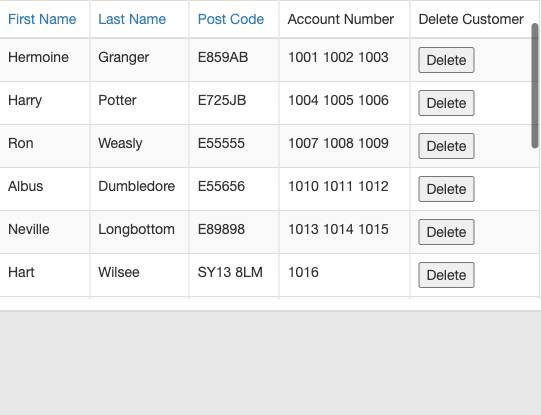 First Name Last Name Post Code Account Number Delete Customer
Hermoine Granger E859AB 1001 1002 1003 Delete
Harry Potter E725JB 1004 1005 1006 Delete
Ron Weasly E55555 1007 1008 1009 Delete
Albus Dumbledore E55656 1010 1011 1012 Delete
Neville Longbottom E89898 1013 1014 1015 Delete
Hart Wilsee SY13 8LM 1016 Delete